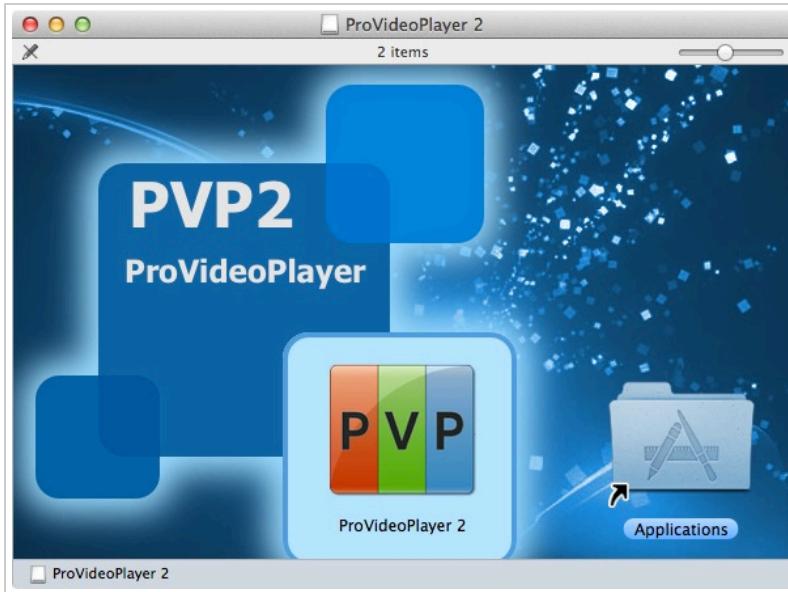 ProVideoPlayer 2
2 items
PVP2
ProVideoPlayer
PVP
ProVideoPlayer 2
Applications
ProVideoPlayer 2